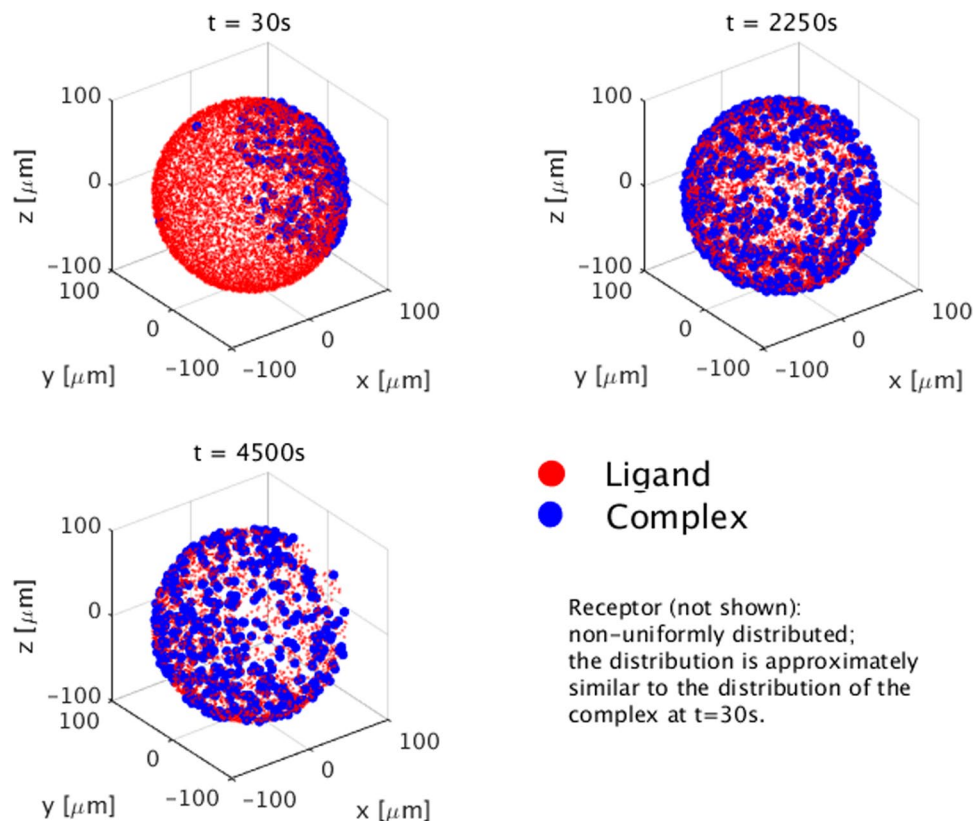 t = 30s
100
0
-100
z [μm]
100
0
-100
y [μm]
-100
0
100
x [μm]
t = 2250s
100
0
-100
z [μm]
100
0
-100
y [μm]
-100
0
100
x [μm]
t = 4500s
100
0
-100
z [μm]
100
0
-100
y [μm]
-100
0
100
x [μm]
Ligand
Complex
Receptor (not shown):
non-uniformly distributed;
the distribution is approximately
similar to the distribution of the
complex at t=30s.